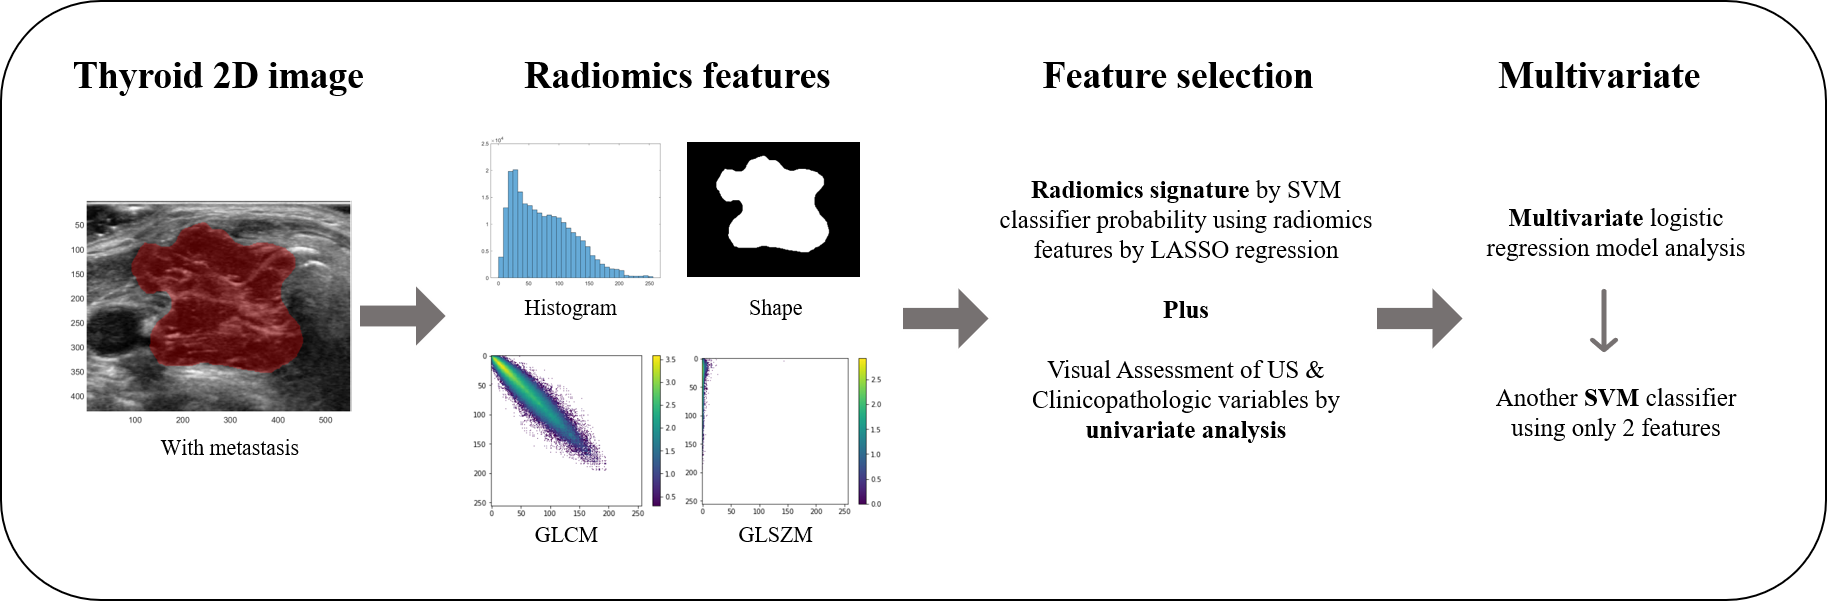 Thyroid 2D image
50
100
150
200
250
300
350
400
100 200 300 400 500
With metastasis
Radiomics features
2.5 ×10⁴
2
1.5
1
0.5
0
0 50 100 150 200 250
Histogram
Shape
0
50
100
150
200
250
0 50 100 150 200 250
3.5
3.0
2.5
2.0
1.5
1.0
0.5
GLCM
0
50
100
150
200
250
0 50 100 150 200 250
2.5
2.0
1.5
1.0
0.5
0.0
GLSZM
Feature selection
Radiomics signature by SVM
classifier probability using radiomics
features by LASSO regression
Plus
Visual Assessment of US &
Clinicopathologic variables by
univariate analysis
Multivariate
Multivariate logistic
regression model analysis
Another SVM classifier
using only 2 features